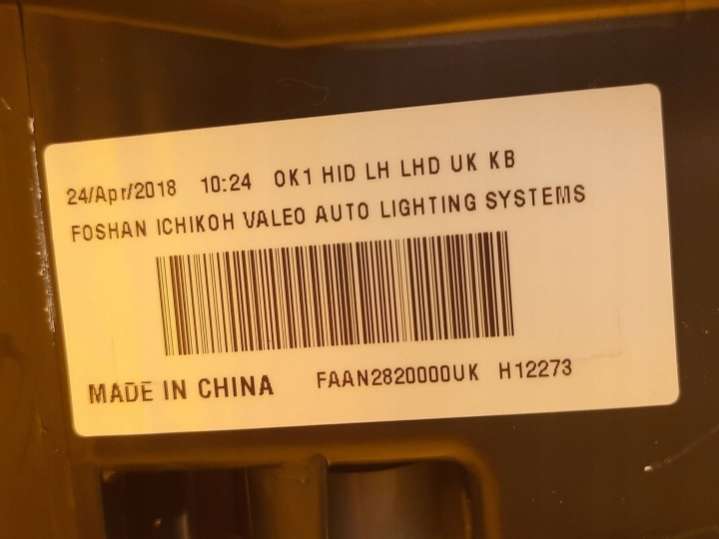 24/Apr/2018 10:24 OK1 HID LH LHD UK KB
FOSHAN ICHIKOH VALEO AUTO LIGHTING SYSTEMS
MADE IN CHINA FAAN2820000UK H12273